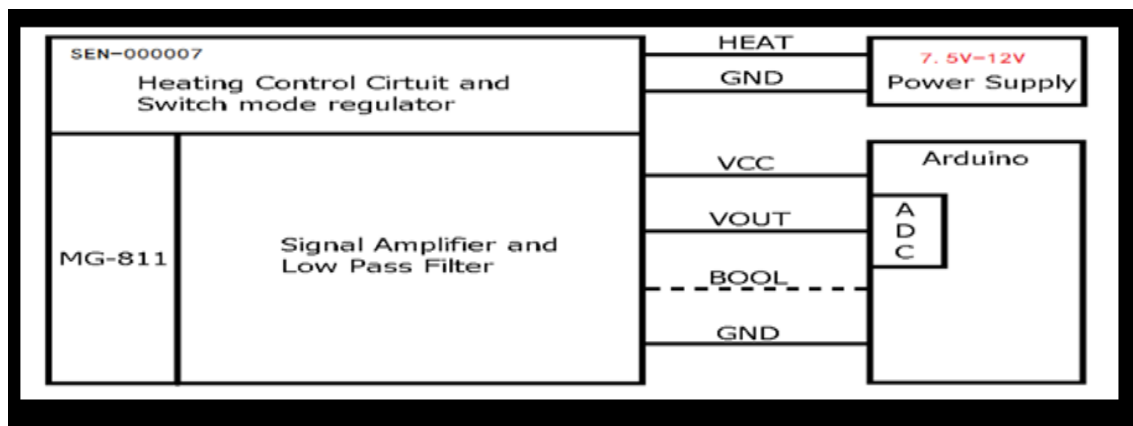 SEN-000007
Heating Control Cirtuit and
Switch mode regulator
HEAT
GND
7.5V-12V
Power Supply
MG-811
Signal Amplifier and
Low Pass Filter
VCC
VOUT
BOOL
GND
Arduino
A
D
C